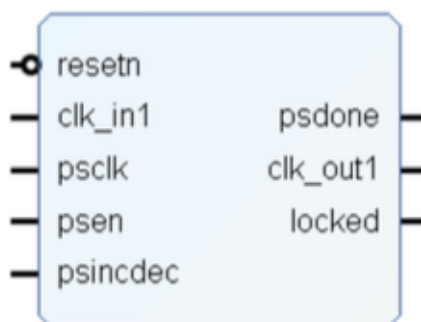 resetn
clk_in1
psdone
psclk
clk_out1
psen
locked
psincdec